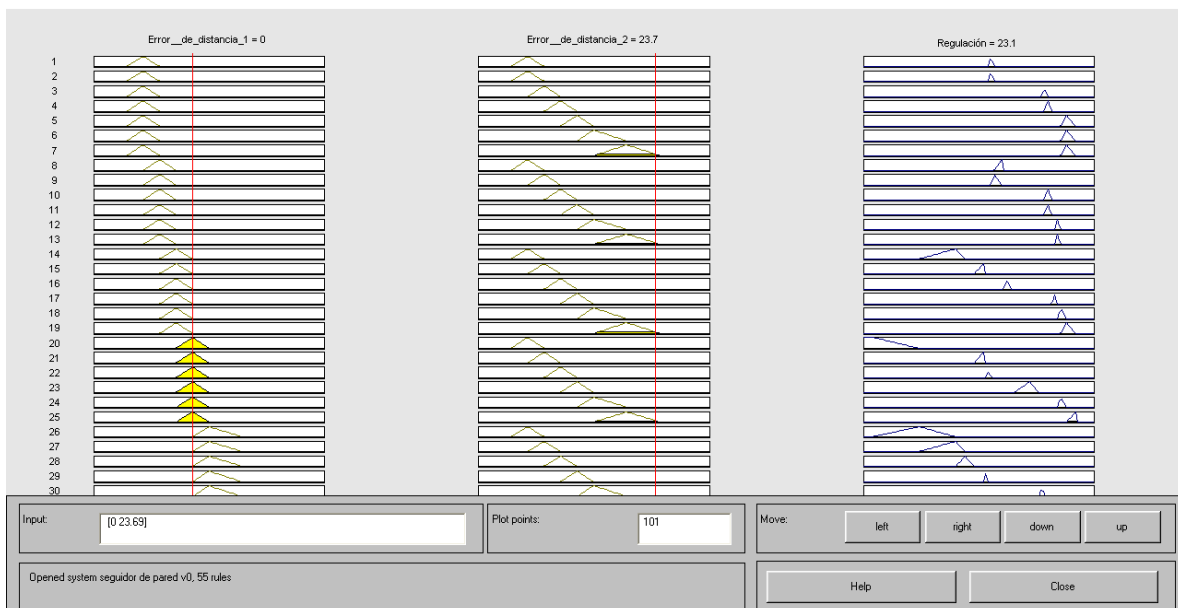 Error__de_distancia_1 = 0
Error__de_distancia_2 = 23.7
Regulación = 23.1
1
2
3
4
5
6
7
8
9
10
11
12
13
14
15
16
17
18
19
20
21
22
23
24
25
26
27
28
29
30
Input:
[0 23.69]
Plot points:
101
Move:
left
right
down
up
Opened system seguidor de pared v0, 55 rules
Help
Close